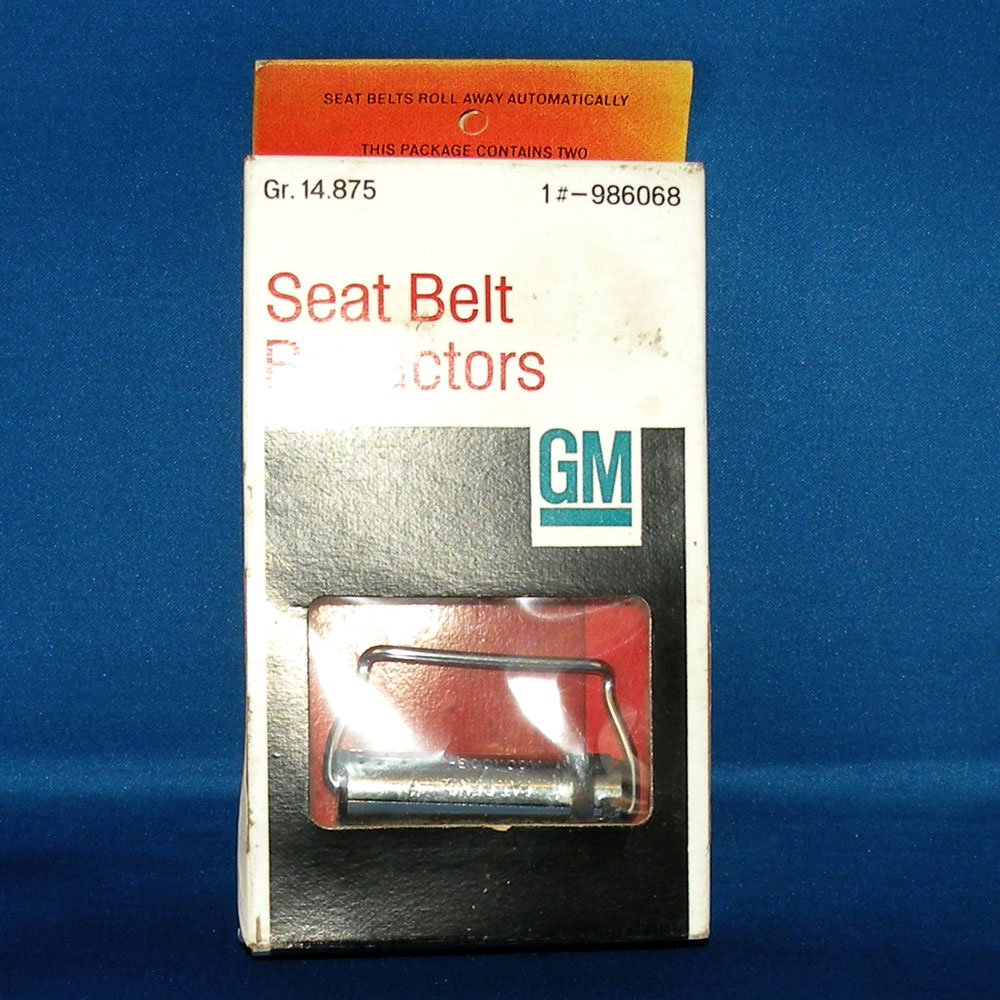 SEAT BELTS ROLL AWAY AUTOMATICALLY
THIS PACKAGE CONTAINS TWO
Gr. 14.875 1#-986068
Seat Belt
GM